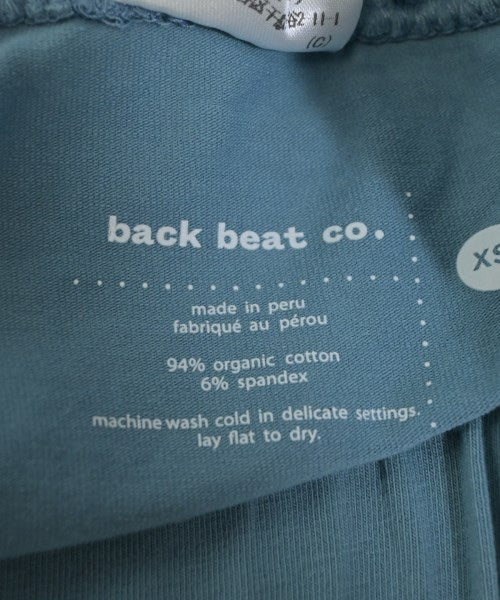 (C)
back beat co.
XS
made in peru
fabriqué au pérou
94% organic cotton
6% spandex
machine wash cold in delicate settings.
lay flat to dry.